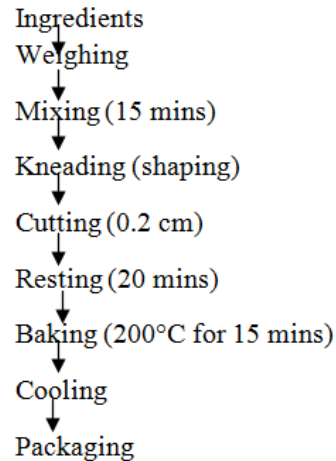 Ingredients
Weighing
Mixing (15 mins)
Kneading (shaping)
Cutting (0.2 cm)
Resting (20 mins)
Baking (200°C for 15 mins)
Cooling
Packaging